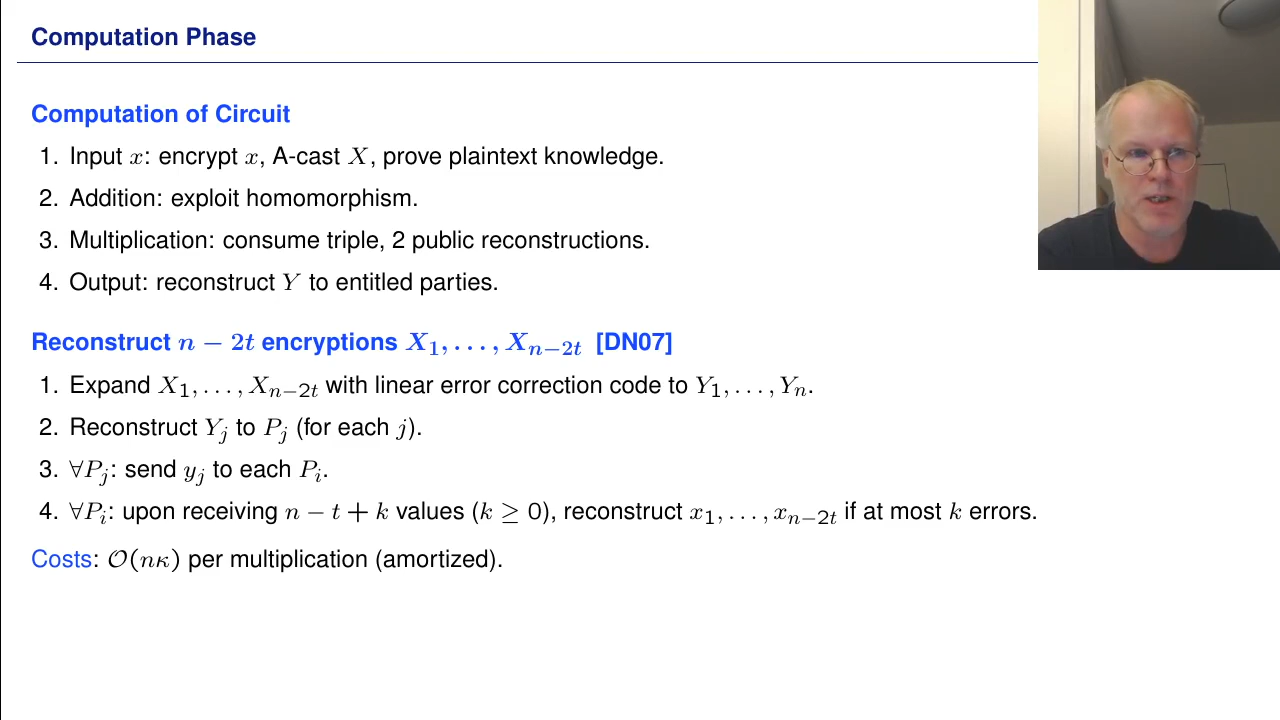 Computation Phase
Computation of Circuit
1. Input x: encrypt x, A-cast X, prove plaintext knowledge.
2. Addition: exploit homomorphism.
3. Multiplication: consume triple, 2 public reconstructions.
4. Output: reconstruct Y to entitled parties.
Reconstruct n − 2t encryptions X₁, . . . , Xₙ₋₂ₜ [DN07]
1. Expand X₁, . . . , Xₙ₋₂ₜ with linear error correction code to Y₁, . . . , Yₙ.
2. Reconstruct Yⱼ to Pⱼ (for each j).
3. ∀Pⱼ: send yⱼ to each Pᵢ.
4. ∀Pᵢ: upon receiving n − t + k values (k ≥ 0), reconstruct x₁, . . . , xₙ₋₂ₜ if at most k errors.
Costs: 𝒪(nκ) per multiplication (amortized).